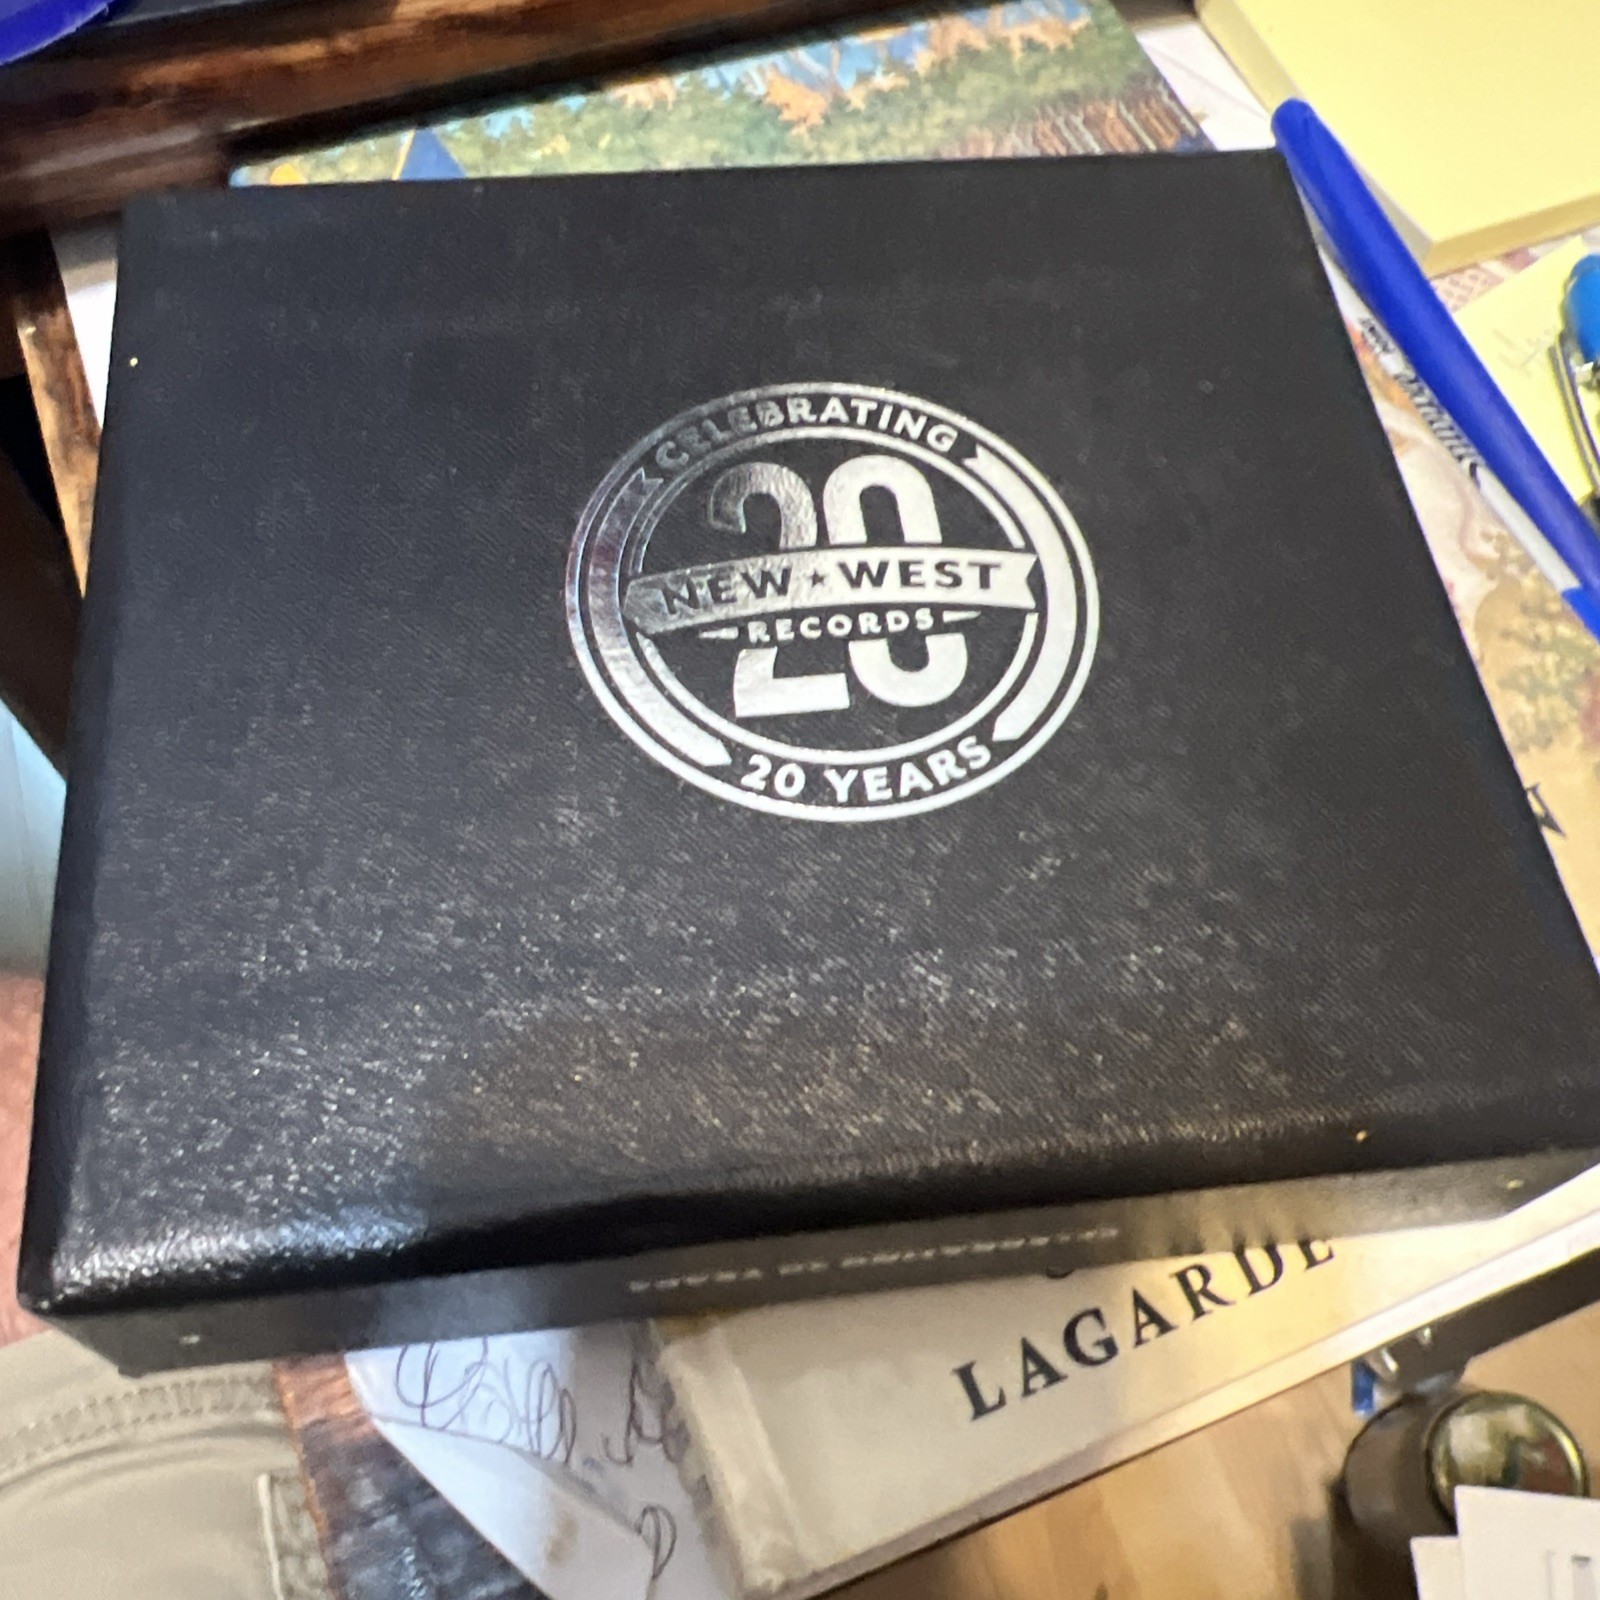 CELEBRATING
20
NEW★WEST
RECORDS
20 YEARS
LAGARDE